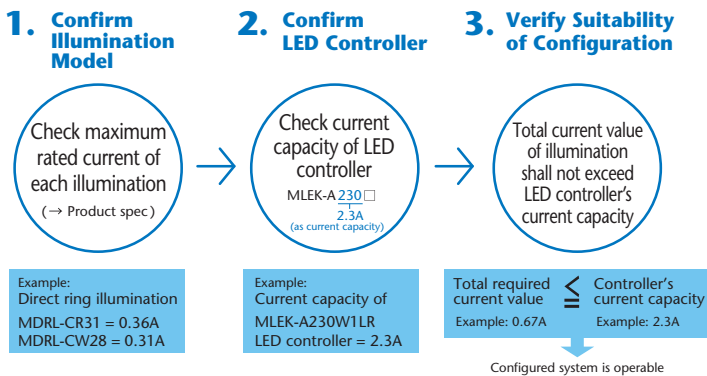 1. Confirm
Illumination
Model
2. Confirm
LED Controller
3. Verify Suitability
of Configuration
Check maximum
rated current of
each illumination
(→ Product spec)
Check current
capacity of LED
controller
MLEK-A230□
2.3A
(as current capacity)
Total current value
of illumination
shall not exceed
LED controller's
current capacity
Example:
Direct ring illumination
MDRL-CR31 = 0.36A
MDRL-CW28 = 0.31A
Example:
Current capacity of
MLEK-A230W1LR
LED controller = 2.3A
Total required
current value
Example: 0.67A
≦
Controller's
current capacity
Example: 2.3A
Configured system is operable